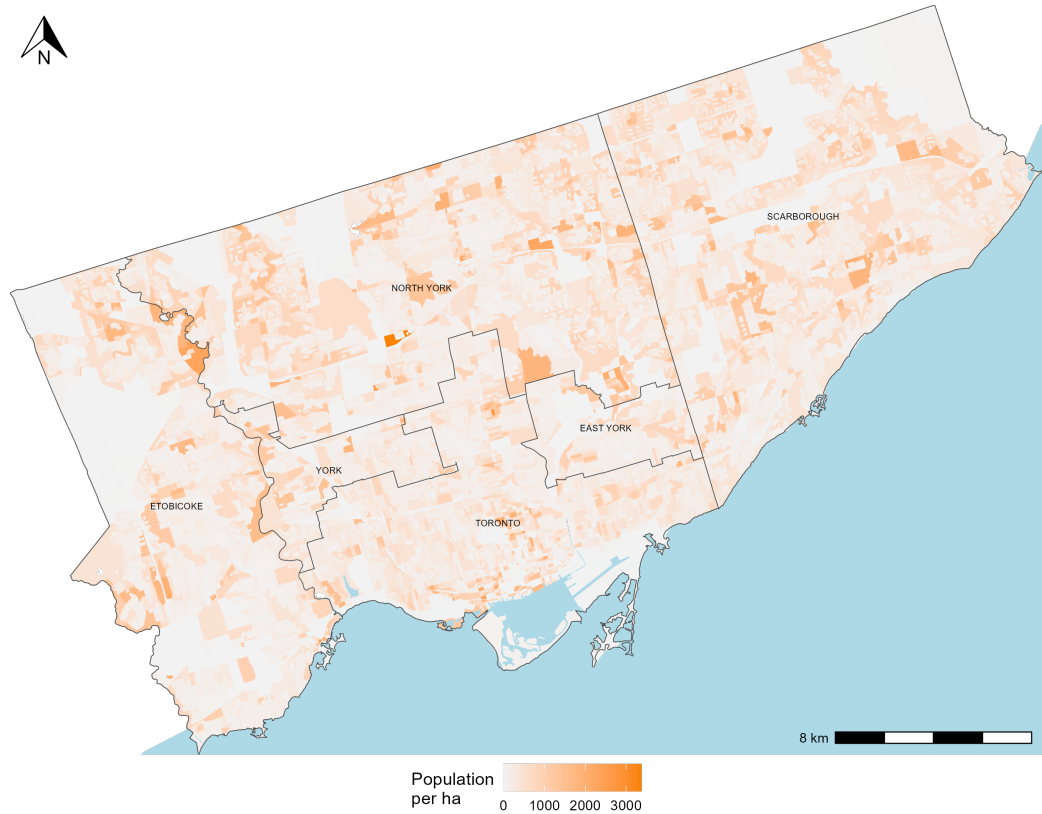 N
SCARBOROUGH
NORTH YORK
EAST YORK
YORK
ETOBICOKE
TORONTO
8 km
Population
per ha
0 1000 2000 3000